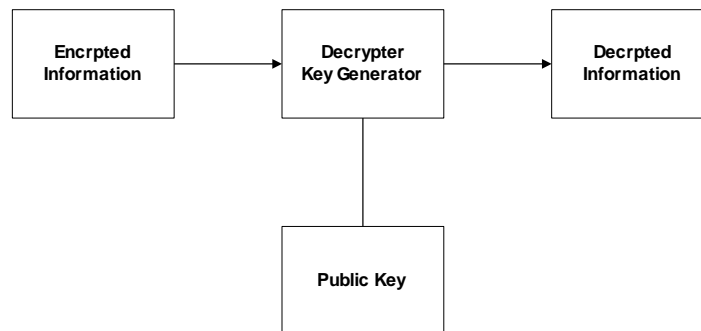 Encrpted
Information
Decrypter
Key Generator
Decrpted
Information
Public Key